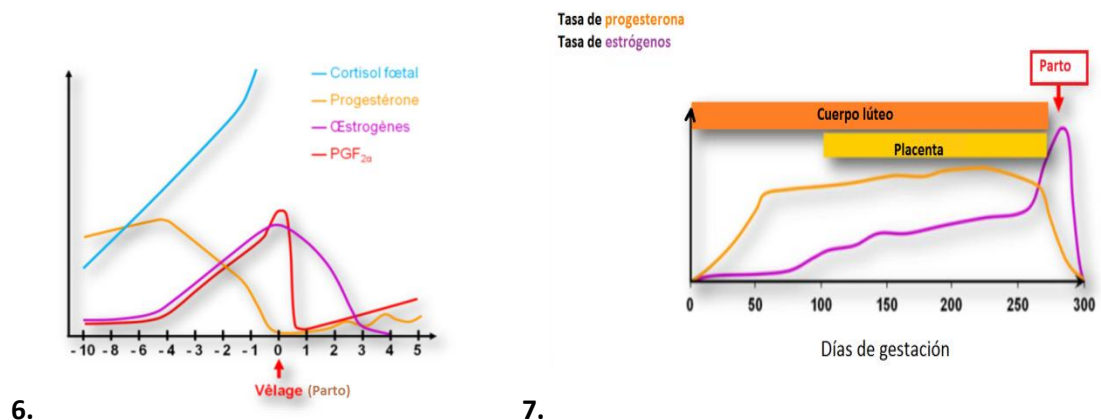 Cortisol fœtal
Progestérone
Œstrogènes
PGF2α
-10 -8 -6 -4 -3 -2 -1 0 1 2 3 4 5
Vêlage (Parto)
6.
Tasa de progesterona
Tasa de estrógenos
Parto
Cuerpo lúteo
Placenta
0 50 100 150 200 250 300
Días de gestación
7.